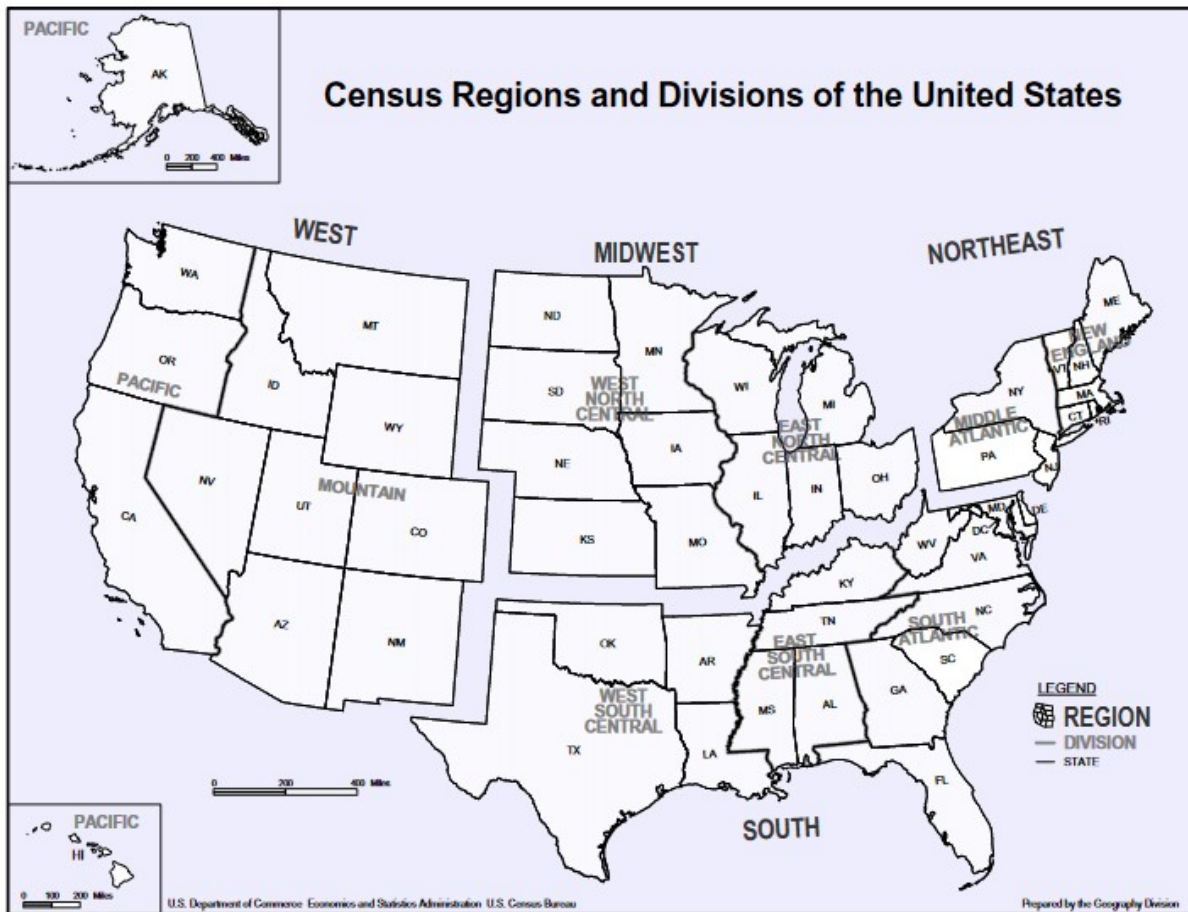 PACIFIC
AK
0 200 400 Miles
Census Regions and Divisions of the United States
WEST
MIDWEST
NORTHEAST
WA
MT
OR
ID
PACIFIC
WY
NV
UT
MOUNTAIN
CO
CA
AZ
NM
ND
MN
SD
WEST
NORTH
CENTRAL
WI
MI
IA
NE
EAST
NORTH
CENTRAL
IL
IN
OH
KS
MO
ME
NEW
ENGLAND
VT
NH
NY
MA
CT
RI
MIDDLE
ATLANTIC
PA
NJ
MD
DE
DC
WV
VA
KY
TN
NC
SOUTH
ATLANTIC
SC
OK
AR
EAST
SOUTH
CENTRAL
WEST
SOUTH
CENTRAL
MS
AL
GA
TX
LA
FL
SOUTH
LEGEND
REGION
DIVISION
STATE
0 200 400 Miles
PACIFIC
HI
0 100 200 Miles
U.S. Department of Commerce Economics and Statistics Administration U.S. Census Bureau
Prepared by the Geography Division